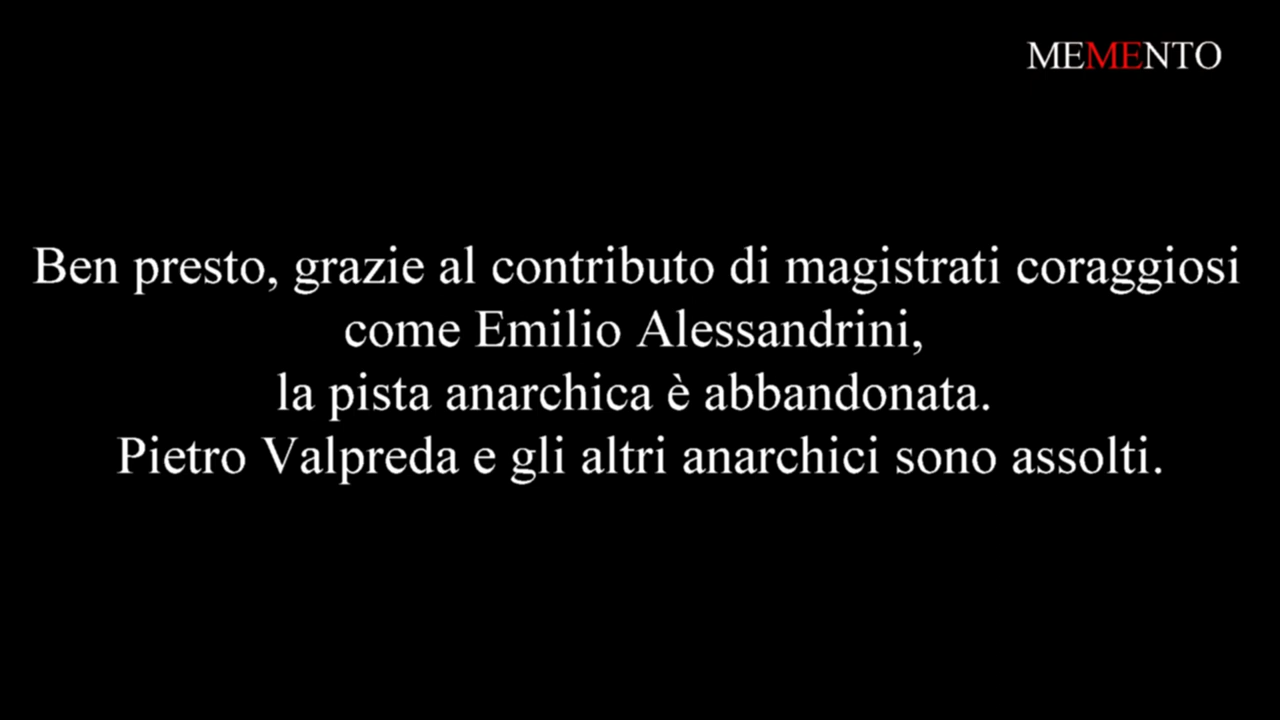 MEMENTO
Ben presto, grazie al contributo di magistrati coraggiosi
come Emilio Alessandrini,
la pista anarchica è abbandonata.
Pietro Valpreda e gli altri anarchici sono assolti.